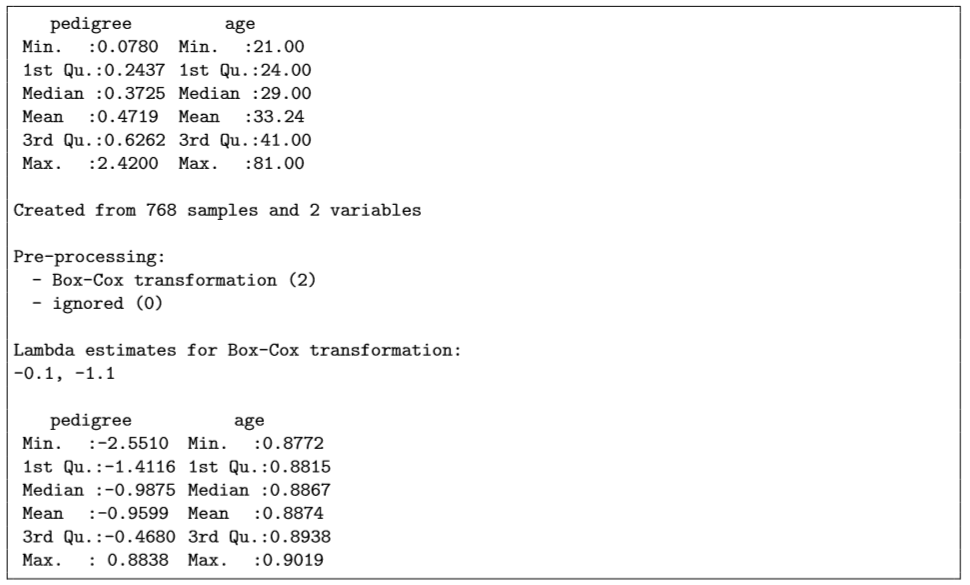 pedigree age
Min. :0.0780 Min. :21.00
1st Qu.:0.2437 1st Qu.:24.00
Median :0.3725 Median :29.00
Mean :0.4719 Mean :33.24
3rd Qu.:0.6262 3rd Qu.:41.00
Max. :2.4200 Max. :81.00
Created from 768 samples and 2 variables
Pre-processing:
- Box-Cox transformation (2)
- ignored (0)
Lambda estimates for Box-Cox transformation:
-0.1, -1.1
pedigree age
Min. :-2.5510 Min. :0.8772
1st Qu.:-1.4116 1st Qu.:0.8815
Median :-0.9875 Median :0.8867
Mean :-0.9599 Mean :0.8874
3rd Qu.:-0.4680 3rd Qu.:0.8938
Max. : 0.8838 Max. :0.9019